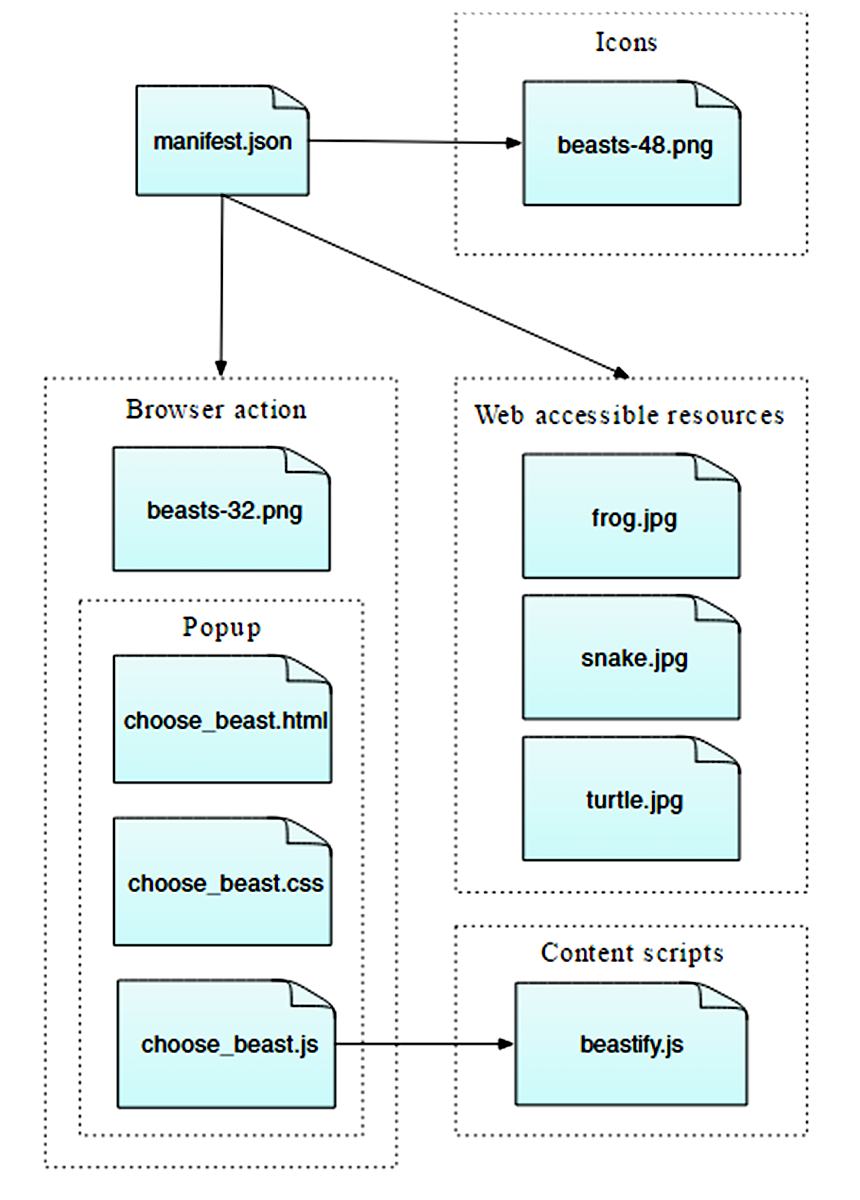 Icons
manifest.json
beasts-48.png
Browser action
beasts-32.png
Popup
choose_beast.html
choose_beast.css
choose_beast.js
Web accessible resources
frog.jpg
snake.jpg
turtle.jpg
Content scripts
beastify.js